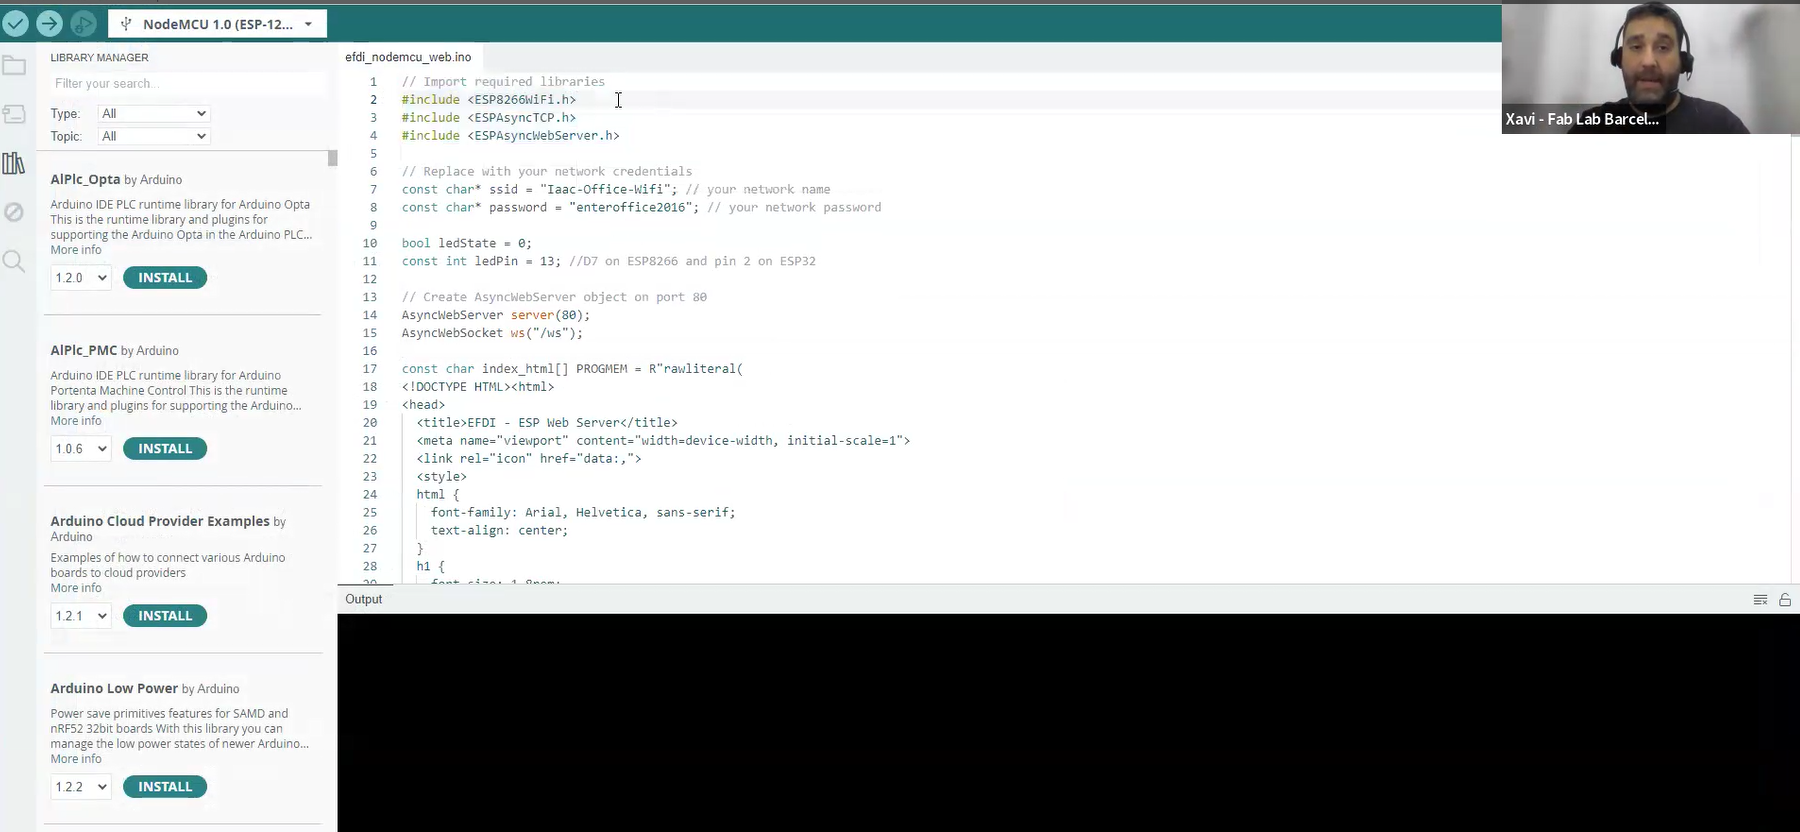 NodeMCU 1.0 (ESP-12...
LIBRARY MANAGER
Filter your search...
Type:
All
Topic:
All
AlPlc_Opta by Arduino
Arduino IDE PLC runtime library for Arduino Opta
This is the runtime library and plugins for
supporting the Arduino Opta in the Arduino PLC...
More info
1.2.0
INSTALL
AlPlc_PMC by Arduino
Arduino IDE PLC runtime library for Arduino
Portenta Machine Control This is the runtime
library and plugins for supporting the Arduino...
More info
1.0.6
INSTALL
Arduino Cloud Provider Examples by
Arduino
Examples of how to connect various Arduino
boards to cloud providers
More info
1.2.1
INSTALL
Arduino Low Power by Arduino
Power save primitives features for SAMD and
nRF52 32bit boards With this library you can
manage the low power states of newer Arduino...
More info
1.2.2
INSTALL
efdi_nodemcu_web.ino
1 // Import required libraries
2 #include <ESP8266WiFi.h>
3 #include <ESPAsyncTCP.h>
4 #include <ESPAsyncWebServer.h>
5
6 // Replace with your network credentials
7 const char* ssid = "Iaac-Office-Wifi"; // your network name
8 const char* password = "enteroffice2016"; // your network password
9
10 bool ledState = 0;
11 const int ledPin = 13; //D7 on ESP8266 and pin 2 on ESP32
12
13 // Create AsyncWebServer object on port 80
14 AsyncWebServer server(80);
15 AsyncWebSocket ws("/ws");
16
17 const char index_html[] PROGMEM = R"rawliteral(
18 <!DOCTYPE HTML><html>
19 <head>
20 <title>EFDI - ESP Web Server</title>
21 <meta name="viewport" content="width=device-width, initial-scale=1">
22 <link rel="icon" href="data:,">
23 <style>
24 html {
25 font-family: Arial, Helvetica, sans-serif;
26 text-align: center;
27 }
28 h1 {
29 font-size: 1.8rem;
Output
Xavi - Fab Lab Barcel...